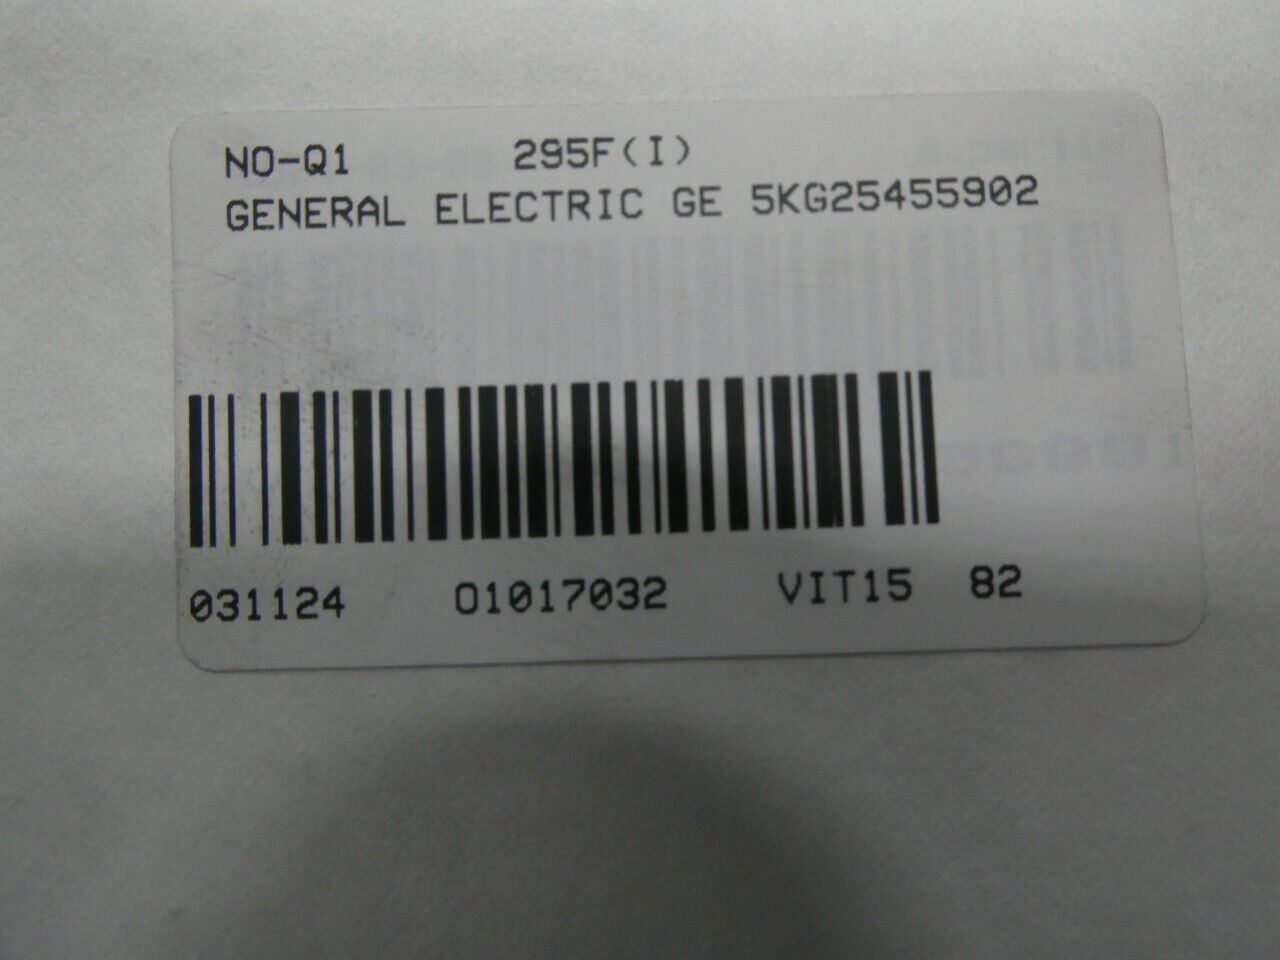 NO-Q1 295F(I)
GENERAL ELECTRIC GE 5KG25455902
031124 01017032 VIT15 82